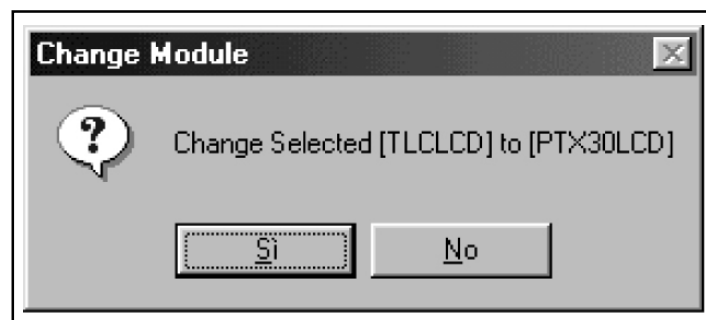 Change Module
Change Selected [TLCLCD] to [PTX30LCD]
Sì
No